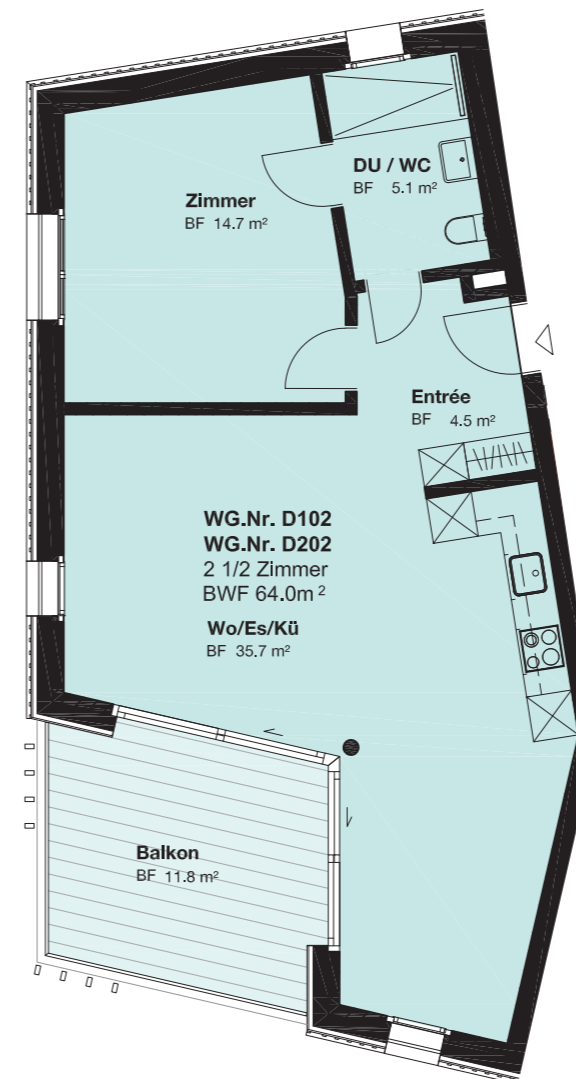 DU / WC
BF 5.1 m²
Zimmer
BF 14.7 m²
Entrée
BF 4.5 m²
WG.Nr. D102
WG.Nr. D202
2 1/2 Zimmer
BWF 64.0m²
Wo/Es/Kü
BF 35.7 m²
Balkon
BF 11.8 m²